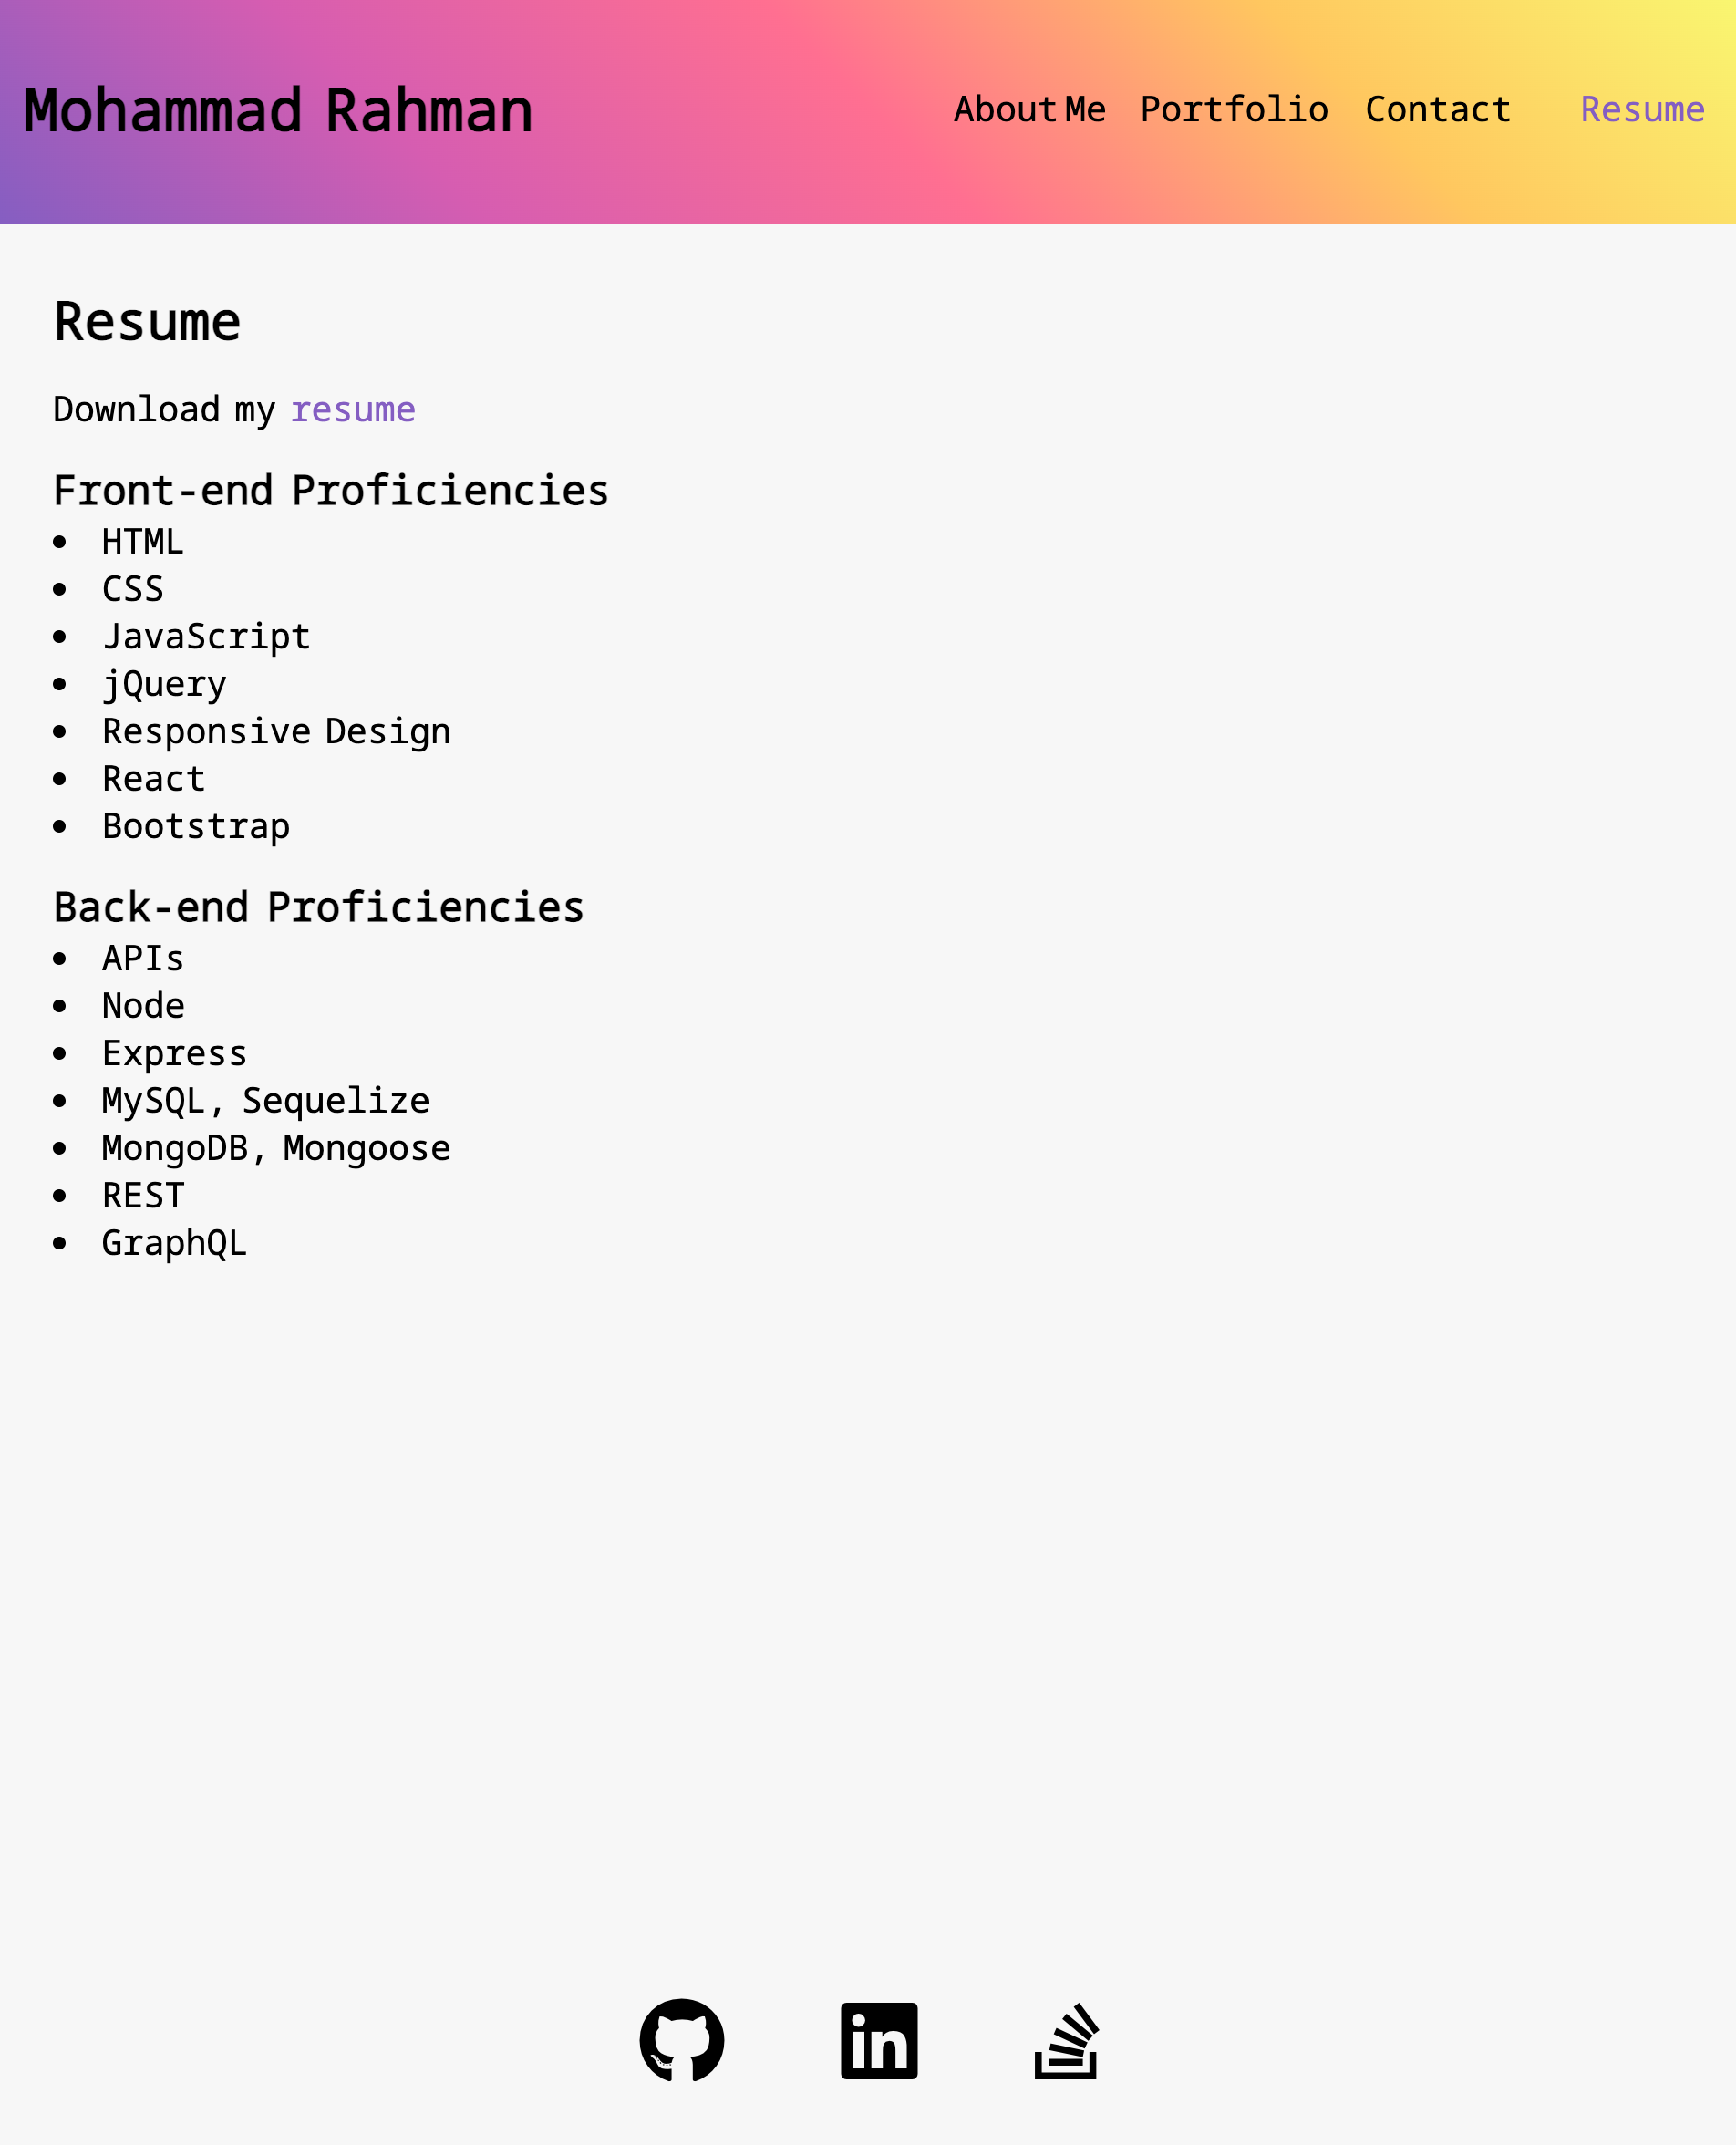 Mohammad Rahman
About Me Portfolio Contact Resume
Resume
Download my resume
Front-end Proficiencies
• HTML
• CSS
• JavaScript
• jQuery
• Responsive Design
• React
• Bootstrap
Back-end Proficiencies
• APIs
• Node
• Express
• MySQL, Sequelize
• MongoDB, Mongoose
• REST
• GraphQL
in